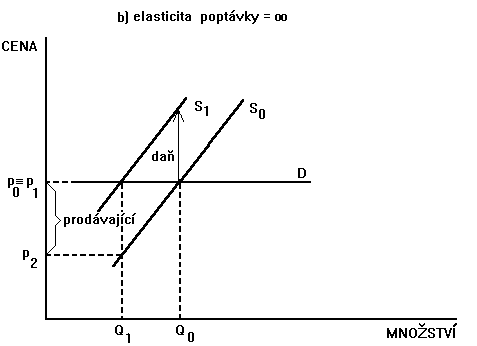 b) elasticita poptávky = ∞
CENA
S1
S0
daň
D
p0≡p1
prodávající
p2
Q1
Q0
MNOŽSTVÍ